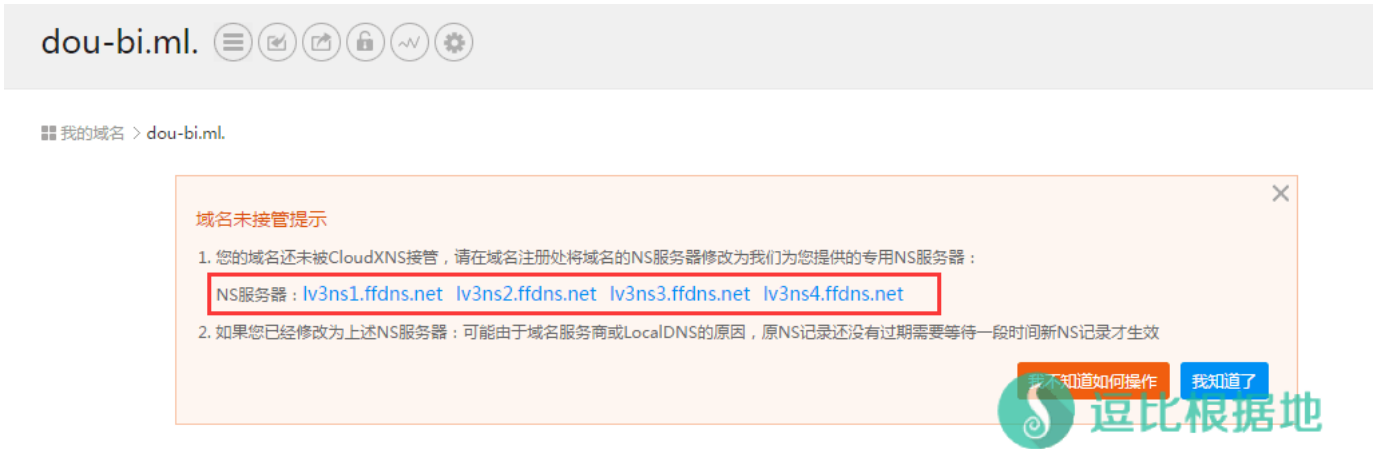 dou-bi.ml.
我的域名 > dou-bi.ml.
域名未接管提示
1. 您的域名还未被CloudXNS接管，请在域名注册处将域名的NS服务器修改为我们为您提供的专用NS服务器：
NS服务器：lv3ns1.ffdns.net lv3ns2.ffdns.net lv3ns3.ffdns.net lv3ns4.ffdns.net
2. 如果您已经修改为上述NS服务器：可能由于域名服务商或LocalDNS的原因，原NS记录还没有过期需要等待一段时间新NS记录才生效
我不知道如何操作 我知道了
逗比根据地